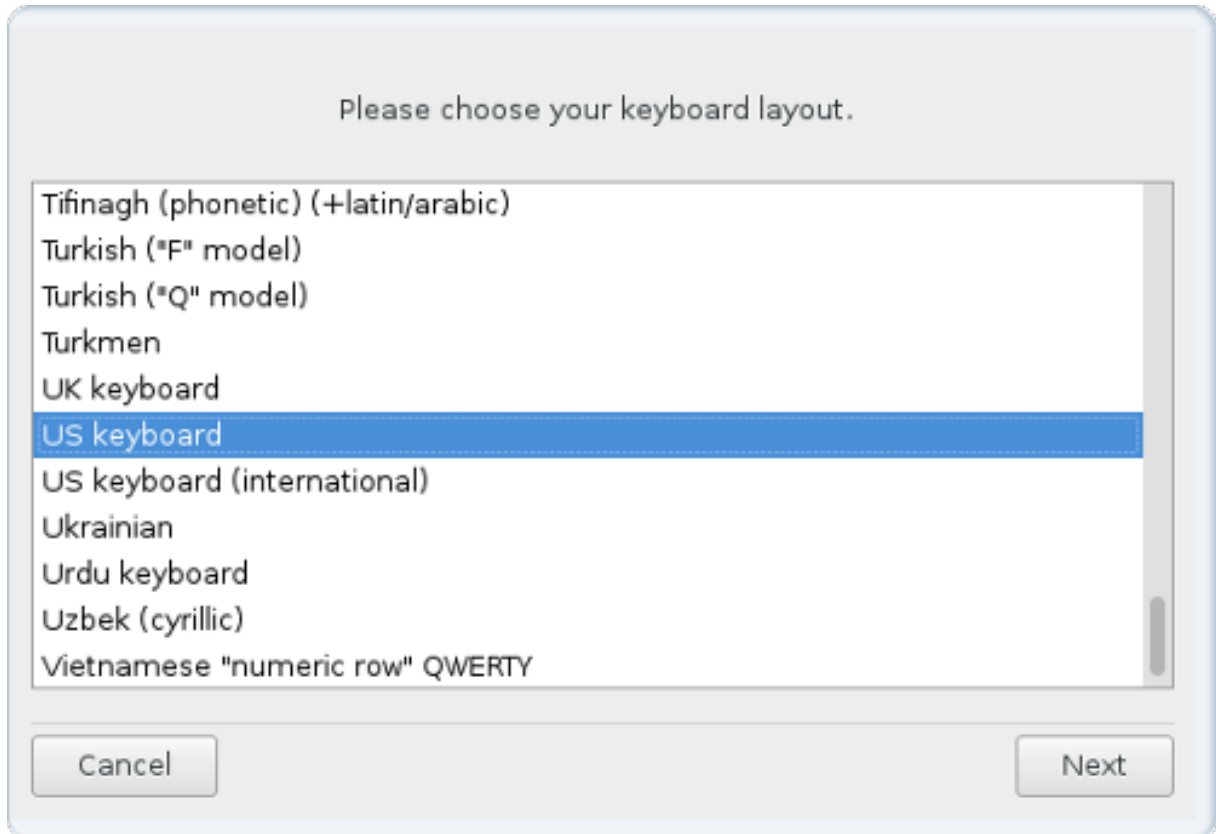 Please choose your keyboard layout.
Tifinagh (phonetic) (+latin/arabic)
Turkish ("F" model)
Turkish ("Q" model)
Turkmen
UK keyboard
US keyboard
US keyboard (international)
Ukrainian
Urdu keyboard
Uzbek (cyrillic)
Vietnamese "numeric row" QWERTY
Cancel
Next